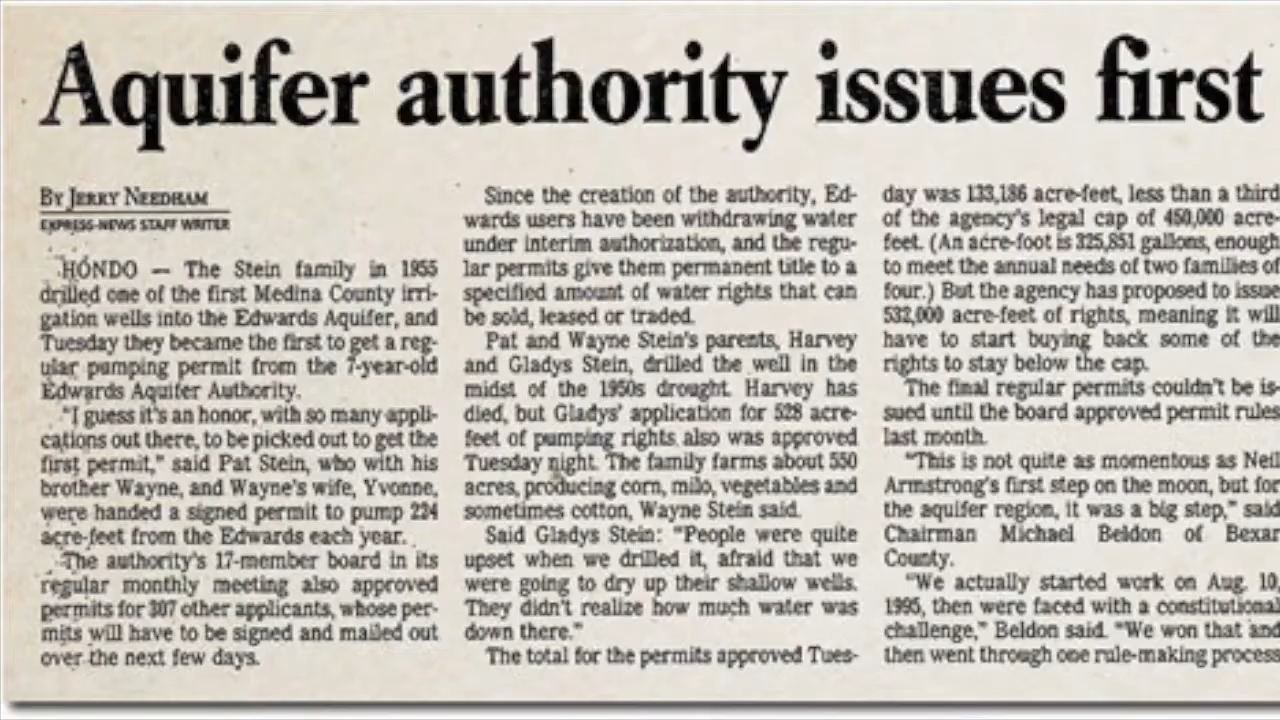 Aquifer authority issues first
By Jerry Needham
EXPRESS-NEWS STAFF WRITER
HONDO — The Stein family in 1955
drilled one of the first Medina County irri-
gation wells into the Edwards Aquifer, and
Tuesday they became the first to get a reg-
ular pumping permit from the 7-year-old
Edwards Aquifer Authority.
"I guess it's an honor, with so many appli-
cations out there, to be picked out to get the
first permit," said Pat Stein, who with his
brother Wayne, and Wayne's wife, Yvonne,
were handed a signed permit to pump 224
acre-feet from the Edwards each year.
The authority's 17-member board in its
regular monthly meeting also approved
permits for 307 other applicants, whose per-
mits will have to be signed and mailed out
over the next few days.
Since the creation of the authority, Ed-
wards users have been withdrawing water
under interim authorization, and the regu-
lar permits give them permanent title to a
specified amount of water rights that can
be sold, leased or traded.
Pat and Wayne Stein's parents, Harvey
and Gladys Stein, drilled the well in the
midst of the 1950s drought. Harvey has
died, but Gladys' application for 528 acre-
feet of pumping rights also was approved
Tuesday night. The family farms about 550
acres, producing corn, milo, vegetables and
sometimes cotton, Wayne Stein said.
Said Gladys Stein: "People were quite
upset when we drilled it, afraid that we
were going to dry up their shallow wells.
They didn't realize how much water was
down there."
The total for the permits approved Tues-
day was 133,186 acre-feet, less than a third
of the agency's legal cap of 450,000 acre-
feet. (An acre-foot is 325,851 gallons, enough
to meet the annual needs of two families of
four.) But the agency has proposed to issue
532,000 acre-feet of rights, meaning it will
have to start buying back some of the
rights to stay below the cap.
The final regular permits couldn't be is-
sued until the board approved permit rules
last month.
"This is not quite as momentous as Neil
Armstrong's first step on the moon, but for
the aquifer region, it was a big step," said
Chairman Michael Beldon of Bexar
County.
"We actually started work on Aug. 10,
1995, then were faced with a constitutional
challenge," Beldon said. "We won that and
then went through one rule-making process